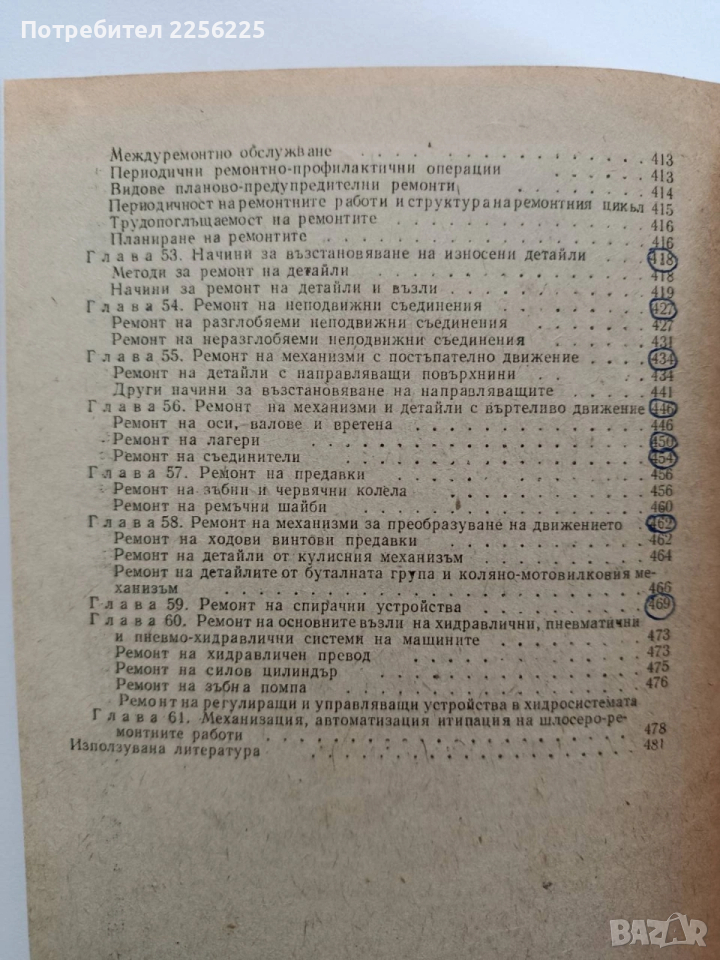 Потребител 2256225
Междуремонтно обслужване . . . . . . . . . . . . 413
Периодични ремонтно-профилактични операции . . . . . . 413
Видове планово-предупредителни ремонти . . . . . . 414
Периодичност на ремонтните работи и структура на ремонтния цикъл 415
Трудопоглъщаемост на ремонтите . . . . . . . . . . 416
Планиране на ремонтите . . . . . . . . . . . . 416
Глава 53. Начини за възстановяване на износени детайли . . . . 418
Методи за ремонт на детайли . . . . . . . . . . . 418
Начини за ремонт на детайли и възли . . . . . . . . . 419
Глава 54. Ремонт на неподвижни съединения . . . . . . . 427
Ремонт на разглобяеми неподвижни съединения . . . . . 427
Ремонт на неразглобяеми неподвижни съединения . . . . . 431
Глава 55. Ремонт на механизми с постъпателно движение . . . . 434
Ремонт на детайли с направляващи повърхнини . . . . . . 434
Други начини за възстановяване на направляващите . . . . . 441
Глава 56. Ремонт на механизми и детайли с въртеливо движение 446
Ремонт на оси, валове и вретена . . . . . . . . . . 446
Ремонт на лагери . . . . . . . . . . . . . . 450
Ремонт на съединители . . . . . . . . . . . . 454
Глава 57. Ремонт на предавки . . . . . . . . . . . 456
Ремонт на зъбни и червячни колела . . . . . . . . . 456
Ремонт на ремъчни шайби . . . . . . . . . . . 460
Глава 58. Ремонт на механизми за преобразуване на движението . 462
Ремонт на ходови винтови предавки . . . . . . . . . 462
Ремонт на детайли от кулисния механизъм . . . . . . . 464
Ремонт на детайлите от буталната група и коляно-мотовилковия ме-
ханизъм . . . . . . . . . . . . . . . . . 466
Глава 59. Ремонт на спирачни устройства . . . . . . . . 469
Глава 60. Ремонт на основните възли на хидравлични, пневматични
и пневмо-хидравлични системи на машините . . . . . . . 473
Ремонт на хидравличен превод . . . . . . . . . . 473
Ремонт на силов цилиндър . . . . . . . . . . . 475
Ремонт на зъбна помпа . . . . . . . . . . . . 476
Ремонт на регулиращи и управляващи устройства в хидросистемата
Глава 61. Механизация, автоматизация и типация на шлосеро-ре-
монтните работи . . . . . . . . . . . . . . 478
Използувана литература . . . . . . . . . . . . . 481
BAZAR